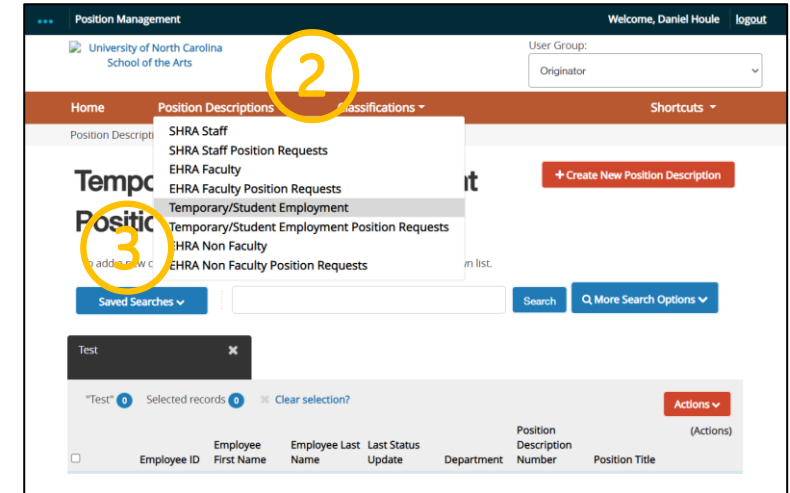 ... Position Management Welcome, Daniel Houle logout
University of North Carolina
School of the Arts
User Group:
Originator
2
Home Position Descriptions Classifications Shortcuts
Position Descripti
SHRA Staff
SHRA Staff Position Requests
EHRA Faculty
EHRA Faculty Position Requests
Temporary/Student Employment
Temporary/Student Employment Position Requests
EHRA Non Faculty
EHRA Non Faculty Position Requests
Tempo nt
Positio
+ Create New Position Description
3
add a new wn list.
Saved Searches Search More Search Options
Test ✖
"Test" 0 Selected records 0 ✖ Clear selection?
Actions
(Actions)
Employee ID Employee First Name Employee Last Name Last Status Update Department Position Description Number Position Title